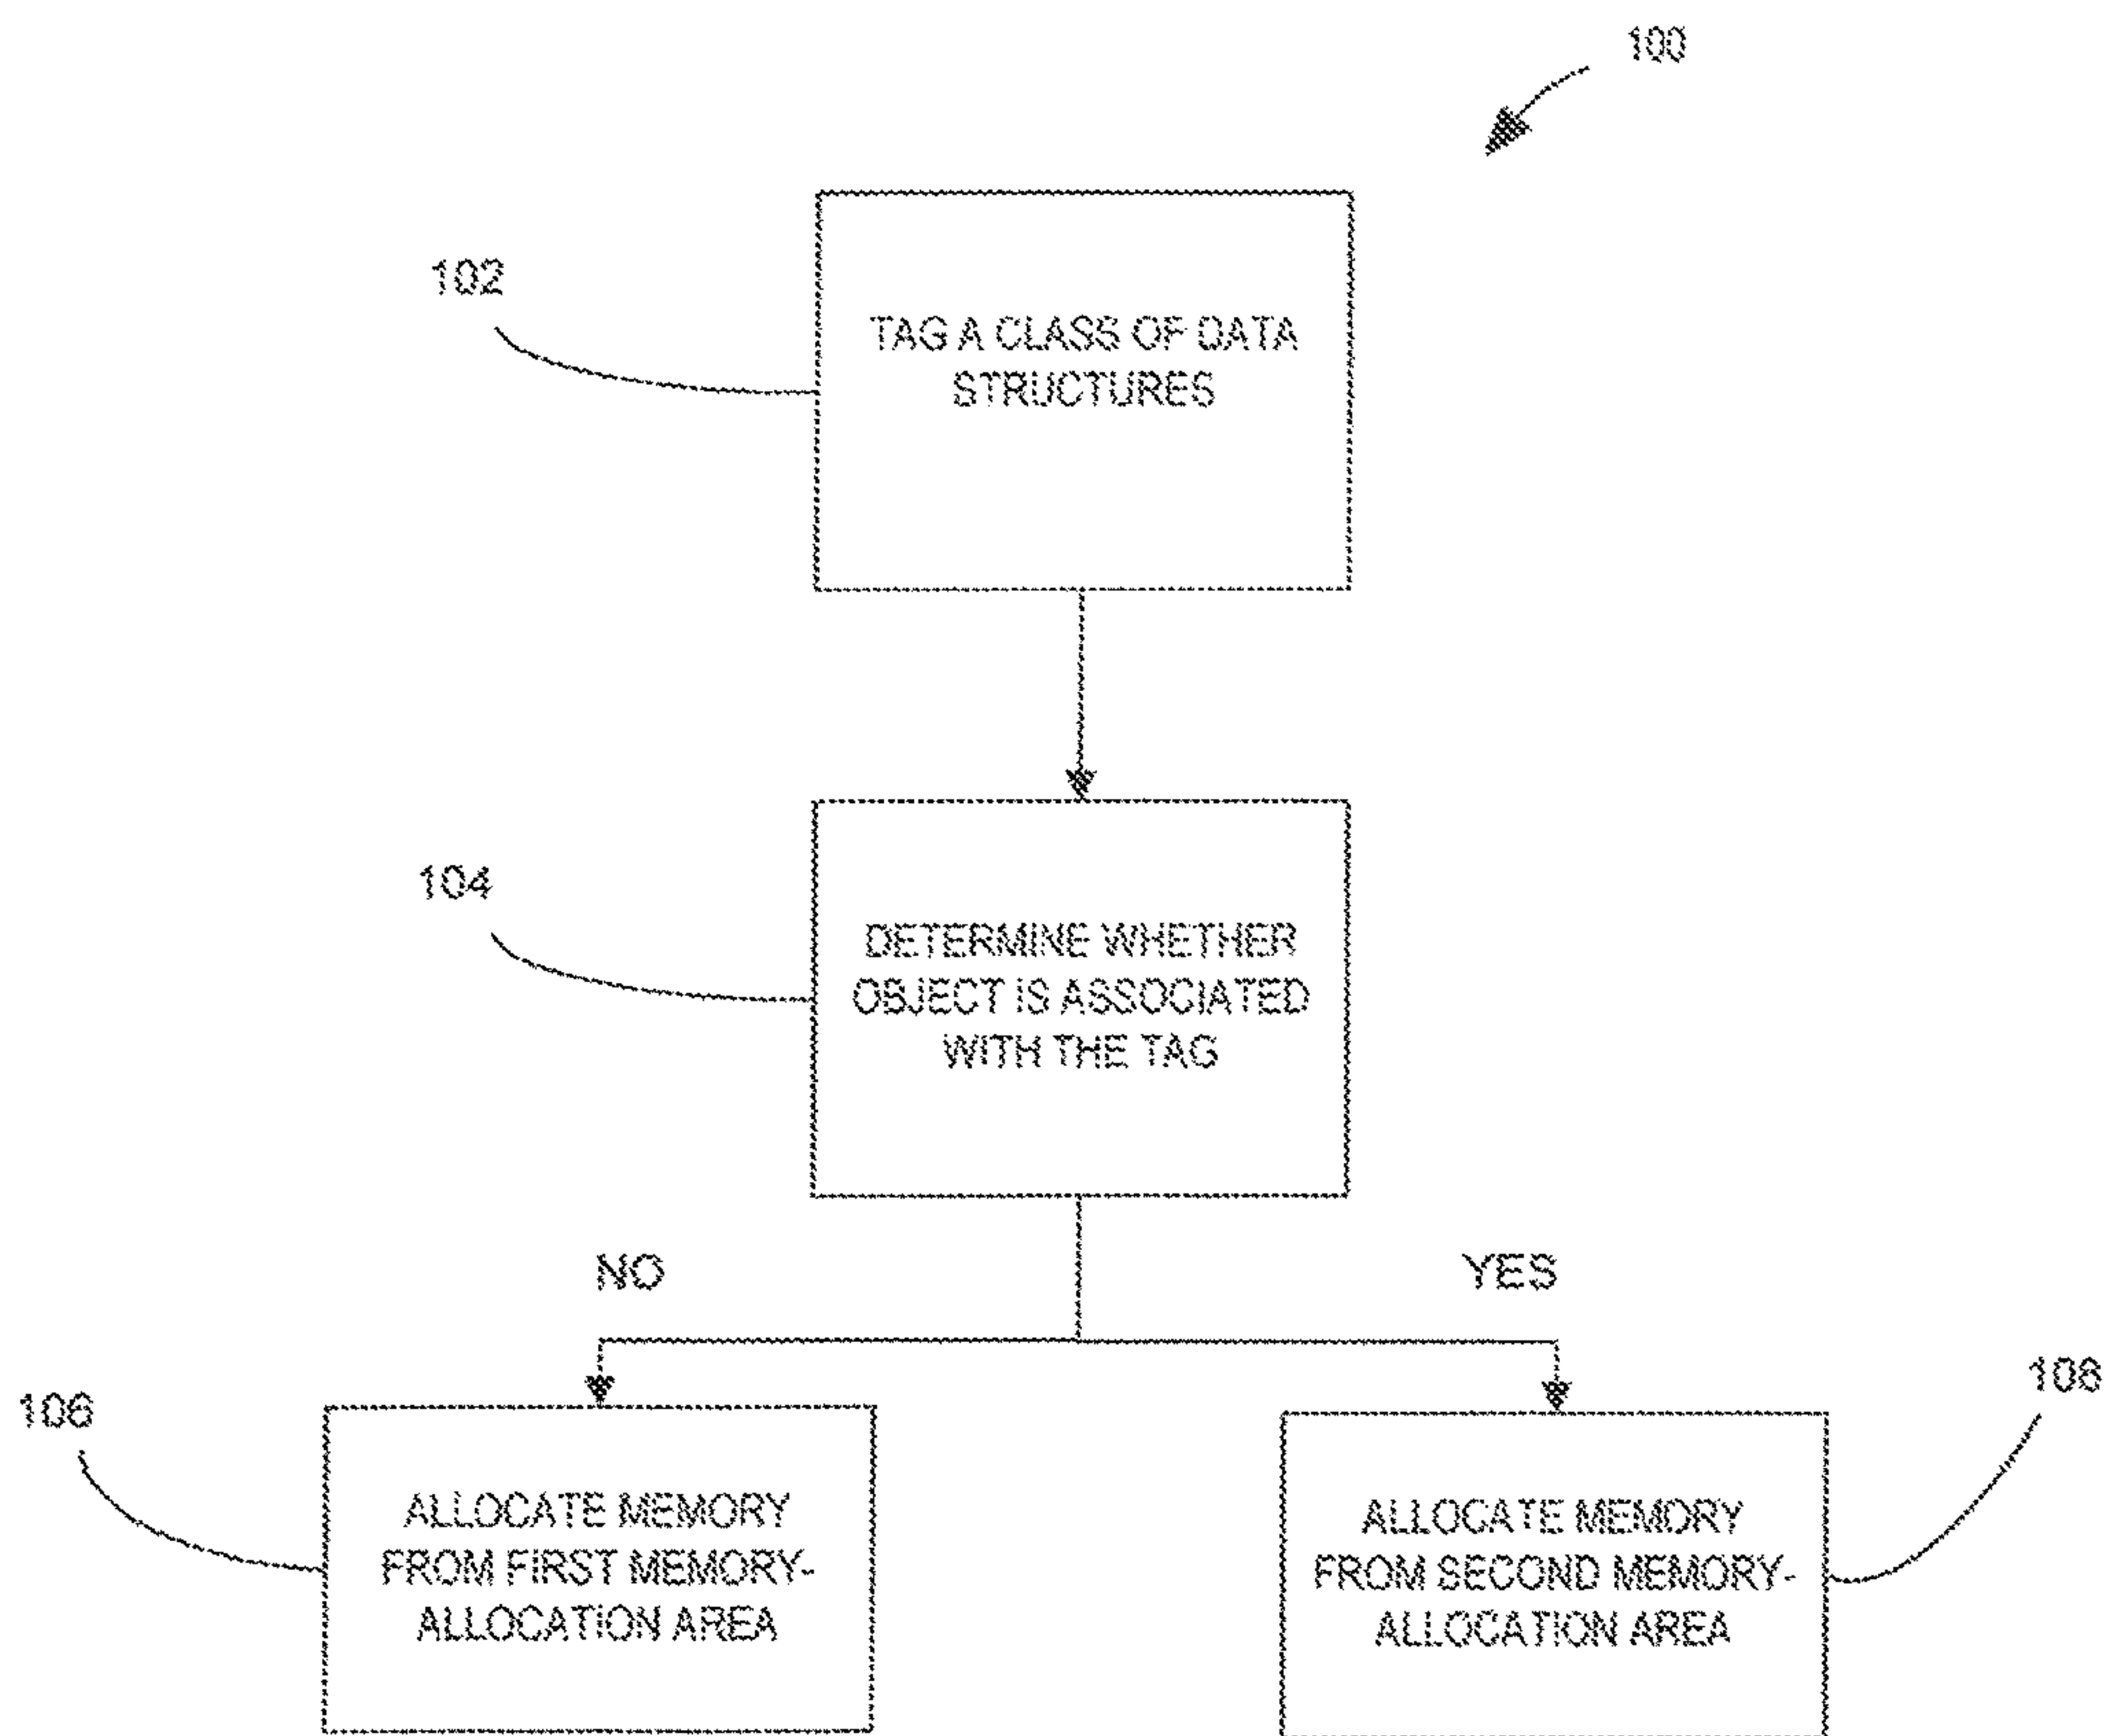 100
102
TAG A CLASS OF DATA
STRUCTURES
104
DETERMINE WHETHER
OBJECT IS ASSOCIATED
WITH THE TAG
NO
YES
106
ALLOCATE MEMORY
FROM FIRST MEMORY-
ALLOCATION AREA
108
ALLOCATE MEMORY
FROM SECOND MEMORY-
ALLOCATION AREA